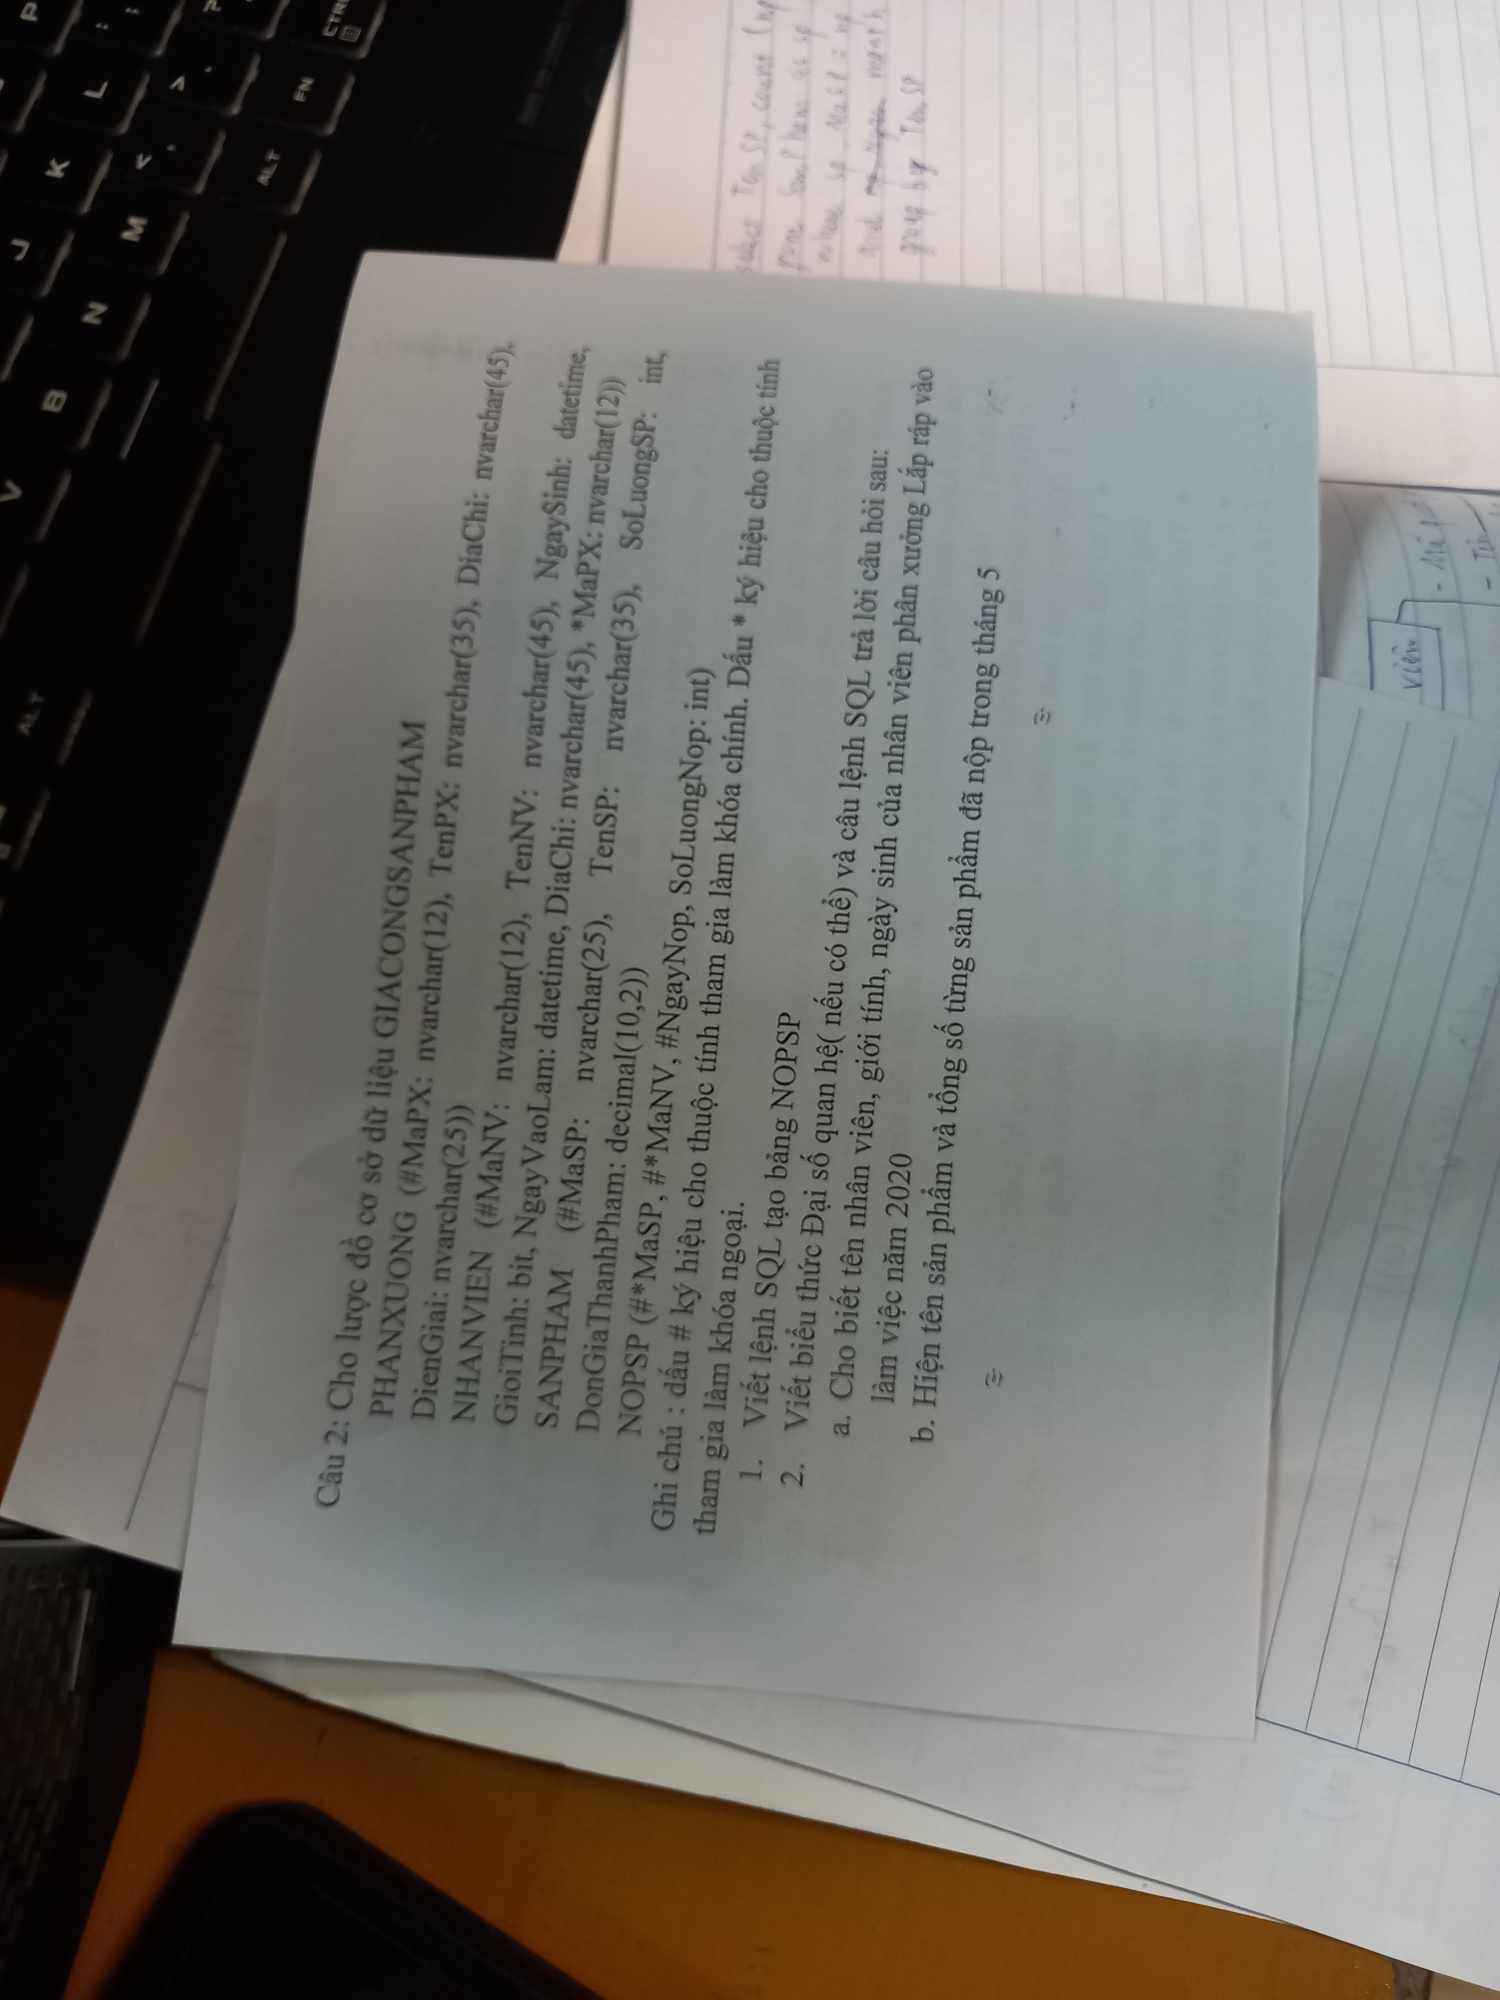 Câu 2: Cho lược đồ cơ sở dữ liệu GIACONGSANPHAM
PHANXUONG (#MaPX: nvarchar(12), TenPX: nvarchar(35), DiaChi: nvarchar(45),
DienGiai: nvarchar(25))
NHANVIEN (#MaNV: nvarchar(12), TenNV: nvarchar(45), NgaySinh: datetime,
GioiTinh: bit, NgayVaoLam: datetime, DiaChi: nvarchar(45), *MaPX: nvarchar(12))
SANPHAM (#MaSP: nvarchar(25), TenSP: nvarchar(35), SoLuongSP: int,
DonGiaThanhPham: decimal(10,2))
NOPSP (#*MaSP, #*MaNV, #NgayNop, SoLuongNop: int)
Ghi chú : dấu # ký hiệu cho thuộc tính tham gia làm khóa chính. Dấu * ký hiệu cho thuộc tính
tham gia làm khóa ngoại.
1. Viết lệnh SQL tạo bảng NOPSP
2. Viết biểu thức Đại số quan hệ( nếu có thể) và câu lệnh SQL trả lời câu hỏi sau:
a. Cho biết tên nhân viên, giới tính, ngày sinh của nhân viên phân xưởng Lắp ráp vào
làm việc năm 2020
b. Hiện tên sản phẩm và tổng số từng sản phẩm đã nộp trong tháng 5
select TenSP, count (np
where sp
group by TenSP
viên
P
L
K
J
N
M
B
V
ALT
ALT
FN
CTRL